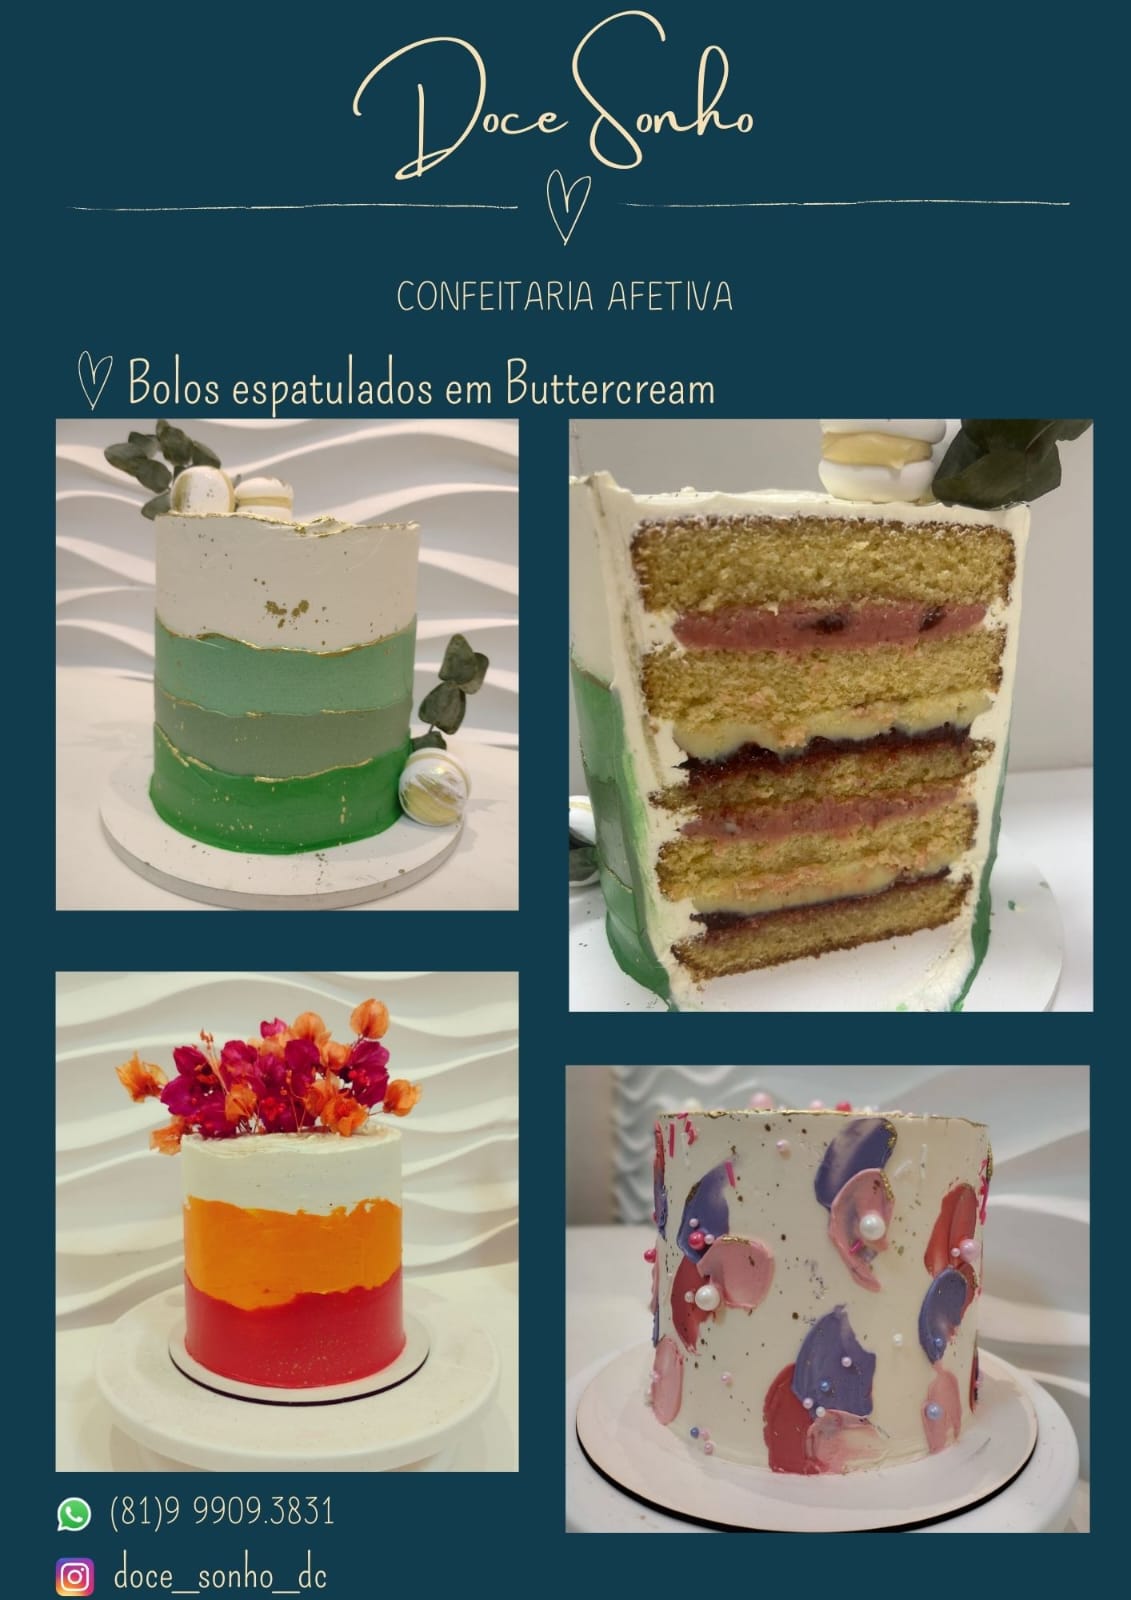 Doce Sonho
CONFEITARIA AFETIVA
Bolos espatulados em Buttercream
(81)9 9909.3831
doce_sonho_dc